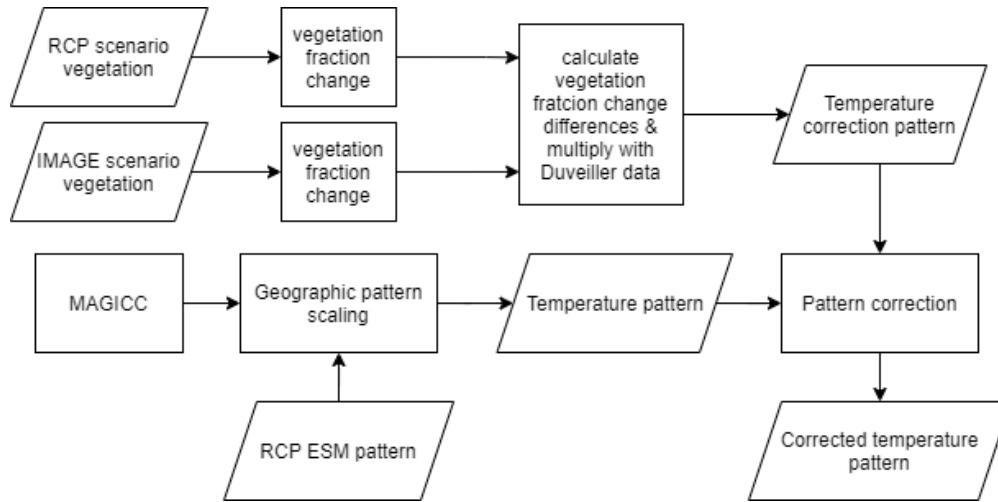 RCP scenario
vegetation
vegetation
fraction
change
calculate
vegetation
fratcion change
differences &
multiply with
Duveiller data
Temperature
correction pattern
IMAGE scenario
vegetation
vegetation
fraction
change
MAGICC
Geographic pattern
scaling
Temperature pattern
Pattern correction
RCP ESM pattern
Corrected temperature
pattern